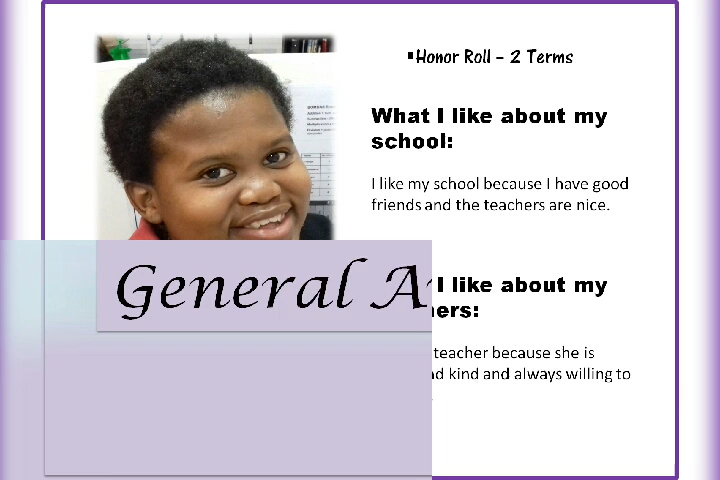 ▪Honor Roll – 2 Terms
What I like about my
school:
I like my school because I have good
friends and the teachers are nice.
General
I like about my
teacher because she is
kind and always willing to